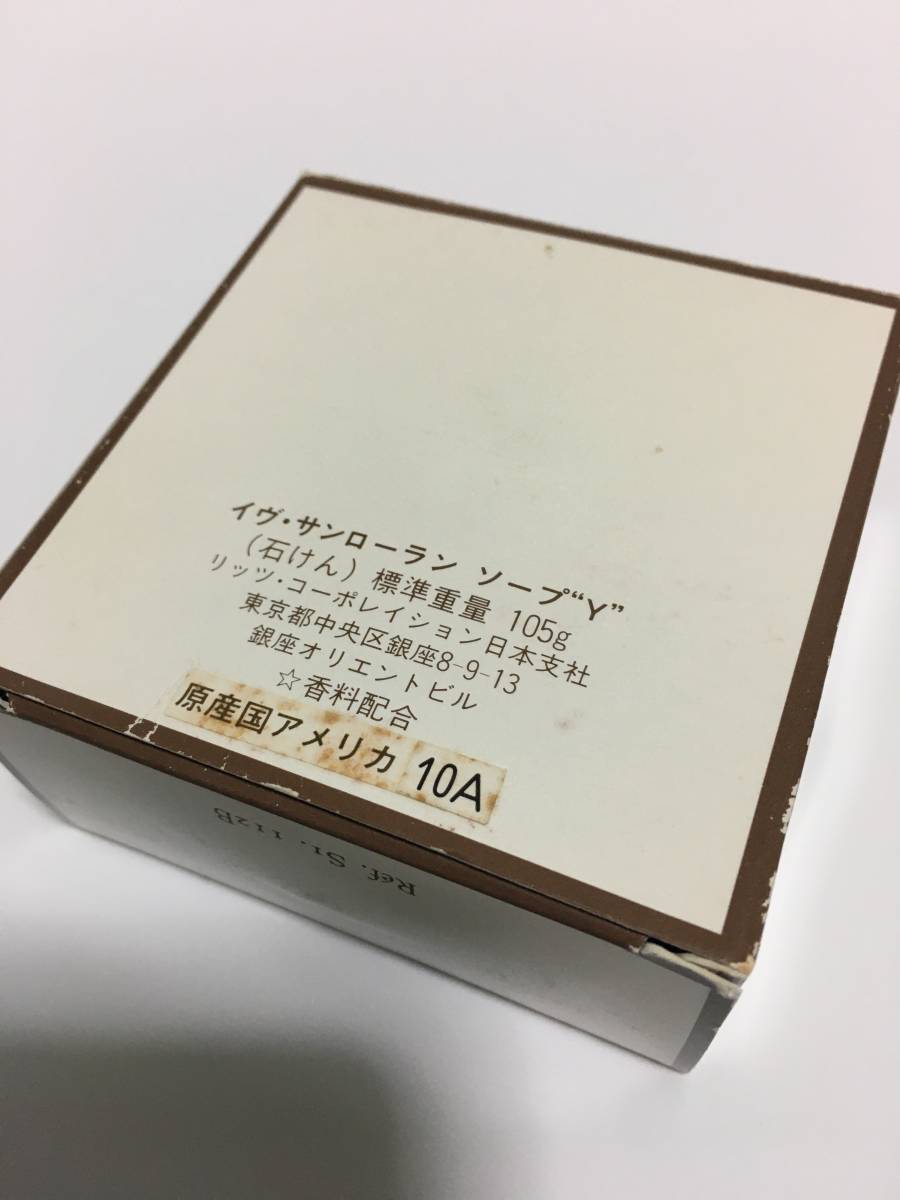 イヴ・サンローラン ソープ“Y”
（石けん）標準重量 105g
リッツ・コーポレイション日本支社
東京都中央区銀座8-9-13
銀座オリエントビル
☆香料配合
原産国アメリカ 10A
Réf. St. 112B